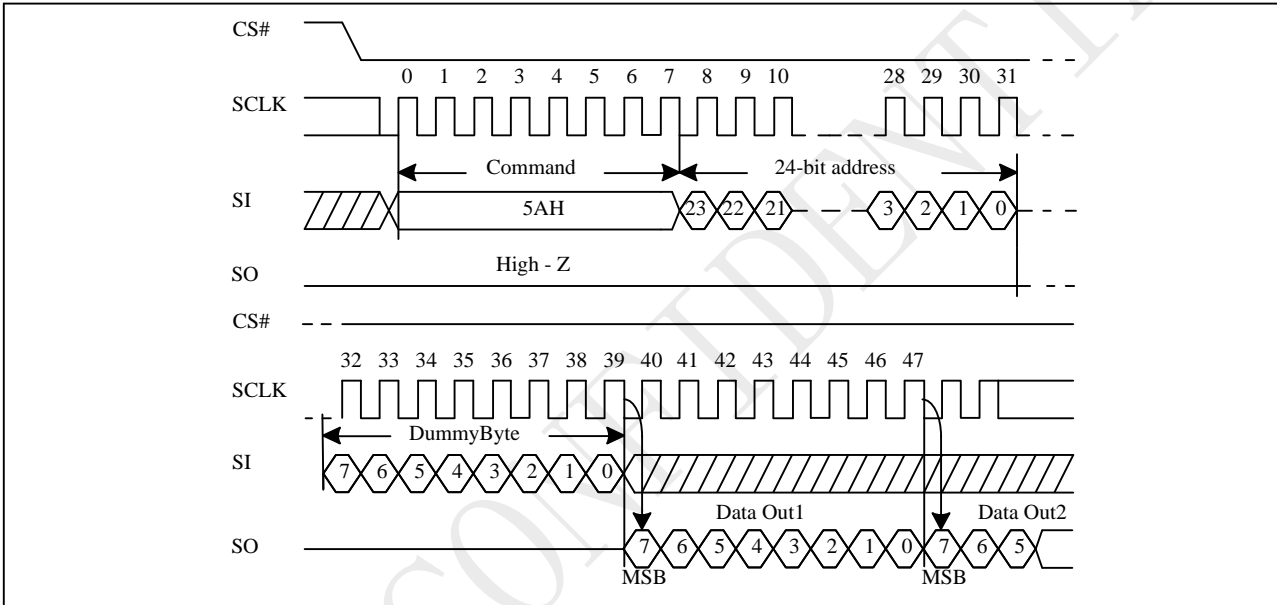 CS#
0 1 2 3 4 5 6 7 8 9 10 28 29 30 31
SCLK
Command 24-bit address
SI 5AH 23 22 21 3 2 1 0
High - Z
SO
CS#
32 33 34 35 36 37 38 39 40 41 42 43 44 45 46 47
SCLK
DummyByte
SI 7 6 5 4 3 2 1 0
Data Out1 Data Out2
SO 7 6 5 4 3 2 1 0 7 6 5
MSB MSB